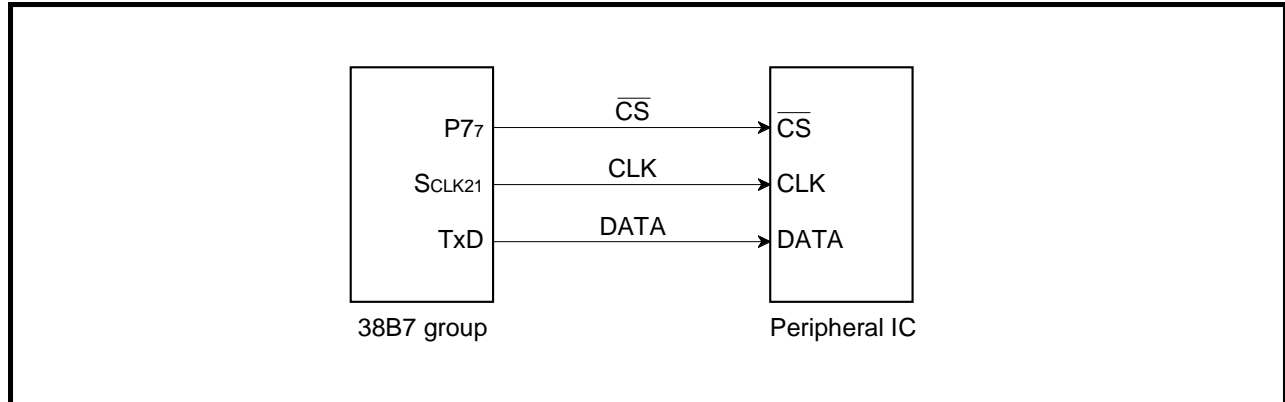 P77 CS CS
SCLK21 CLK CLK
TxD DATA DATA
38B7 group Peripheral IC